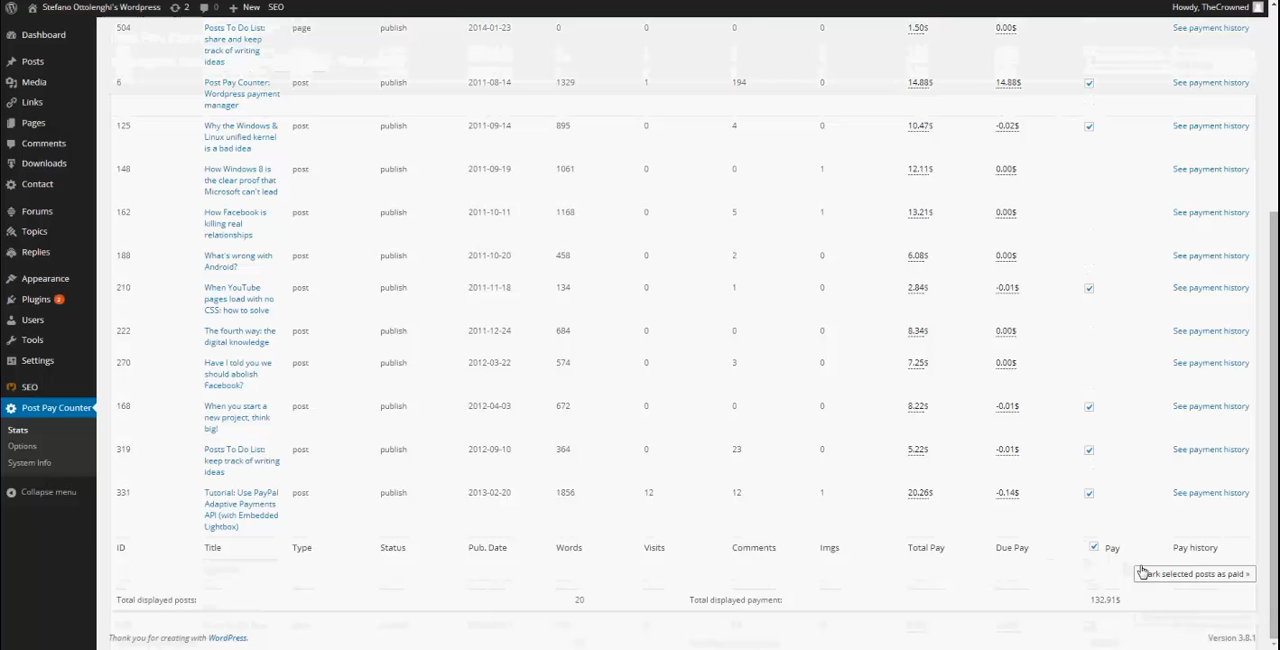 Stefano Ottolenghi's Wordpress 2 0 New SEO Howdy, TheCrowned
Dashboard
Posts
Media
Links
Pages
Comments
Downloads
Contact
Forums
Topics
Replies
Appearance
Plugins 2
Users
Tools
Settings
SEO
Post Pay Counter
Stats
Options
System Info
Collapse menu
504 Posts To Do List: page publish 2014-01-23 0 0 0 0 1.50$ 0.00$ See payment history
share and keep
track of writing
ideas
6 Post Pay Counter: post publish 2011-08-14 1329 1 194 0 14.88$ 14.88$ See payment history
Wordpress payment
manager
125 Why the Windows & post publish 2011-09-14 895 0 4 0 10.47$ -0.02$ See payment history
Linux unified kernel
is a bad idea
148 How Windows 8 is post publish 2011-09-19 1061 0 0 1 12.11$ 0.00$ See payment history
the clear proof that
Microsoft can't lead
162 How Facebook is post publish 2011-10-11 1168 0 5 1 13.21$ 0.00$ See payment history
killing real
relationships
188 What's wrong with post publish 2011-10-20 458 0 2 0 6.08$ 0.00$ See payment history
Android?
210 When YouTube post publish 2011-11-18 134 0 1 0 2.84$ -0.01$ See payment history
pages load with no
CSS: how to solve
222 The fourth way: the post publish 2011-12-24 684 0 0 0 8.34$ 0.00$ See payment history
digital knowledge
270 Have I told you we post publish 2012-03-22 574 0 3 0 7.25$ 0.00$ See payment history
should abolish
Facebook?
168 When you start a post publish 2012-04-03 672 0 0 0 8.22$ -0.01$ See payment history
new project, think
big!
319 Posts To Do List: post publish 2012-09-10 364 0 23 0 5.22$ -0.01$ See payment history
keep track of writing
ideas
331 Tutorial: Use PayPal post publish 2013-02-20 1856 12 12 1 20.26$ -0.14$ See payment history
Adaptive Payments
API (with Embedded
Lightbox)
ID Title Type Status Pub. Date Words Visits Comments Imgs Total Pay Due Pay Pay Pay history
ark selected posts as paid »
Total displayed posts: 20 Total displayed payment: 132.91$
Thank you for creating with WordPress. Version 3.8.1